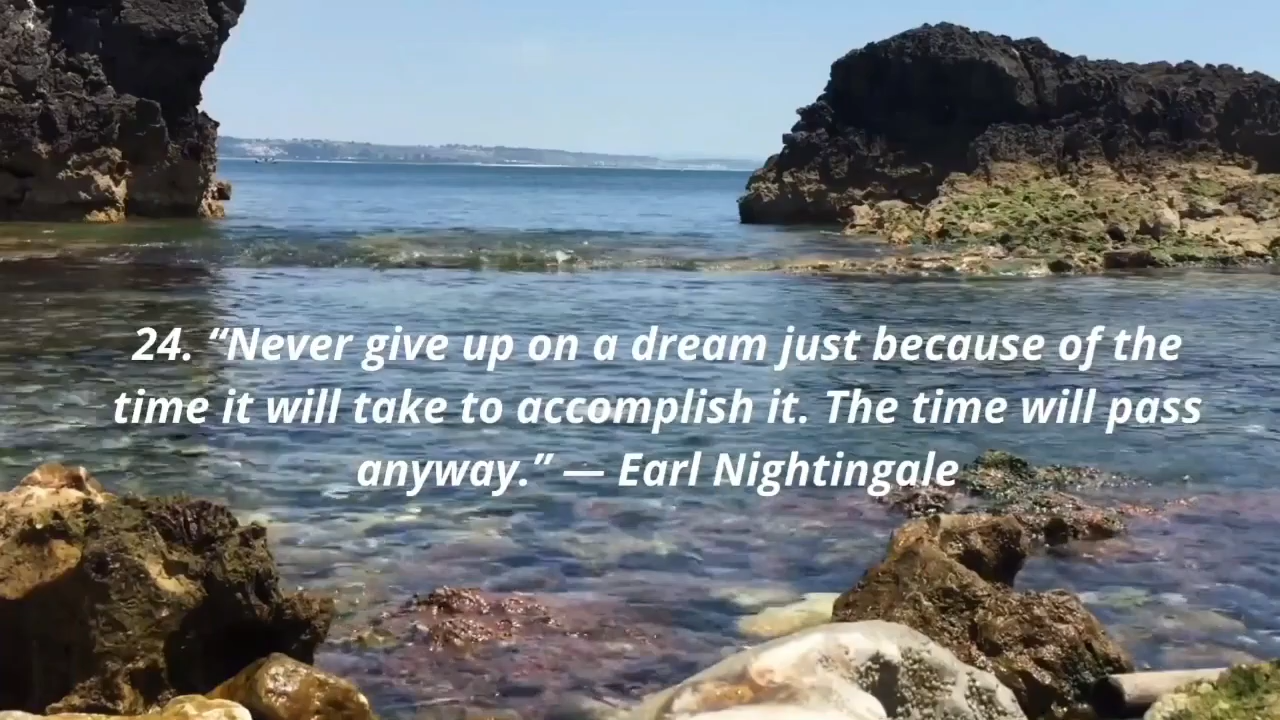 24. “Never give up on a dream just because of the
time it will take to accomplish it. The time will pass
anyway.” — Earl Nightingale